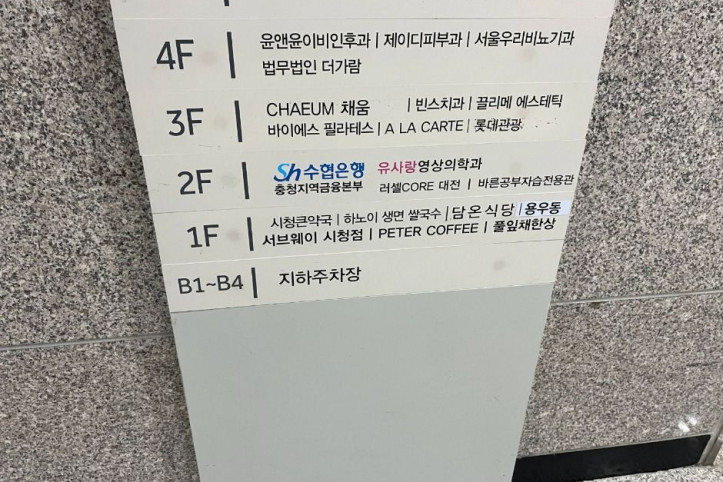 4F | 윤앤윤이비인후과 | 제이디피부과 | 서울우리비뇨기과
법무법인 더가람
3F | CHAEUM 채움 | 빈스치과 | 끌리메 에스테틱
바이에스 필라테스 | A LA CARTE | 롯데관광
2F | Sh수협은행 유사랑영상의학과
충청지역금융본부 러셀CORE 대전 | 바른공부자습전용관
1F | 시청큰약국 | 하노이 생면 쌀국수 | 담온식당 | 용우동
서브웨이 시청점 | PETER COFFEE | 풀잎채한상
B1~B4 | 지하주차장